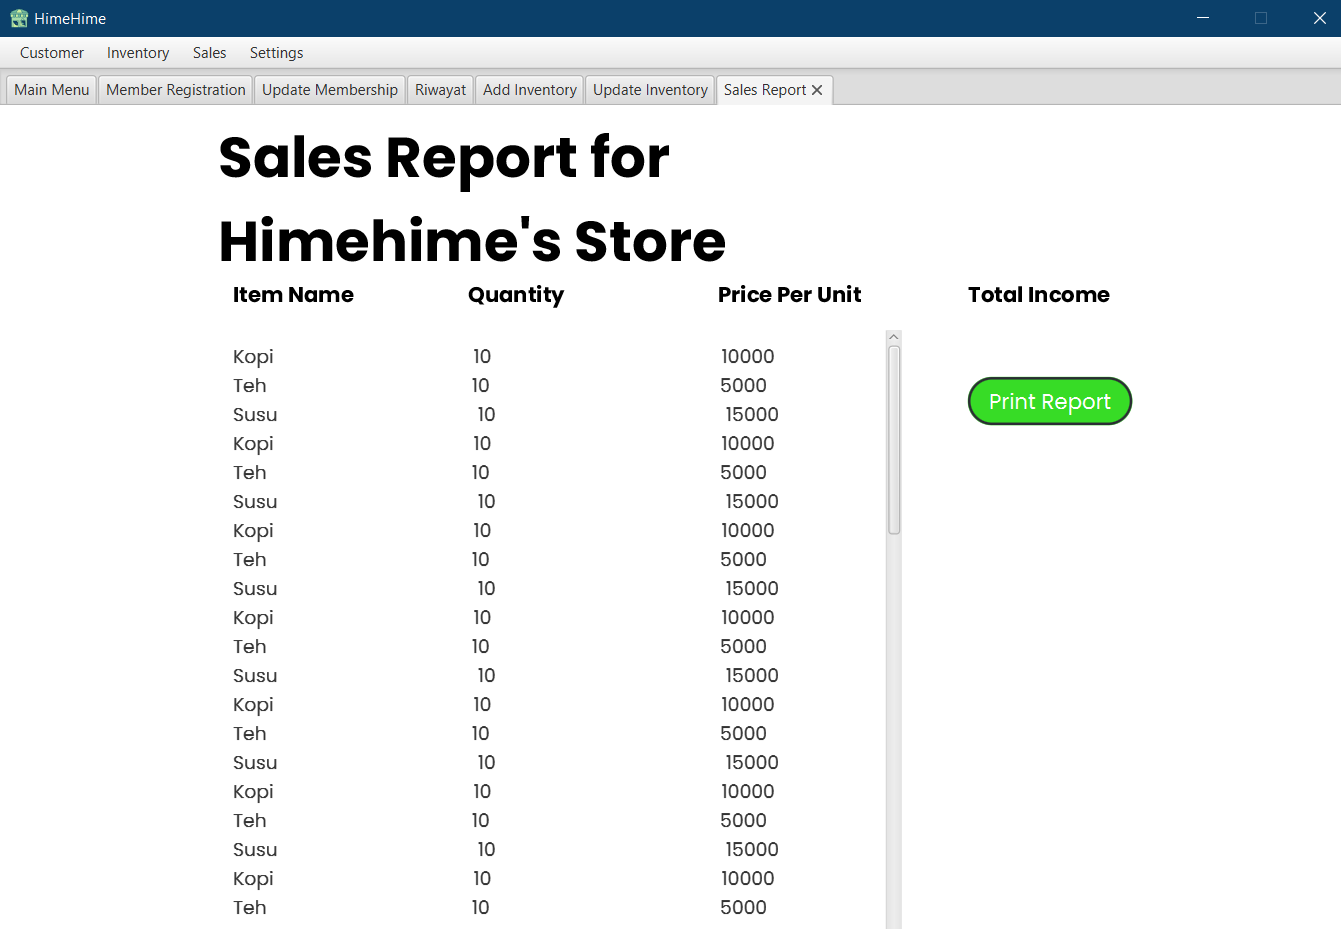 HimeHime
Customer Inventory Sales Settings
Main Menu Member Registration Update Membership Riwayat Add Inventory Update Inventory Sales Report
Sales Report for
Himehime's Store
Item Name Quantity Price Per Unit Total Income
Kopi 10 10000
Teh 10 5000
Print Report
Susu 10 15000
Kopi 10 10000
Teh 10 5000
Susu 10 15000
Kopi 10 10000
Teh 10 5000
Susu 10 15000
Kopi 10 10000
Teh 10 5000
Susu 10 15000
Kopi 10 10000
Teh 10 5000
Susu 10 15000
Kopi 10 10000
Teh 10 5000
Susu 10 15000
Kopi 10 10000
Teh 10 5000